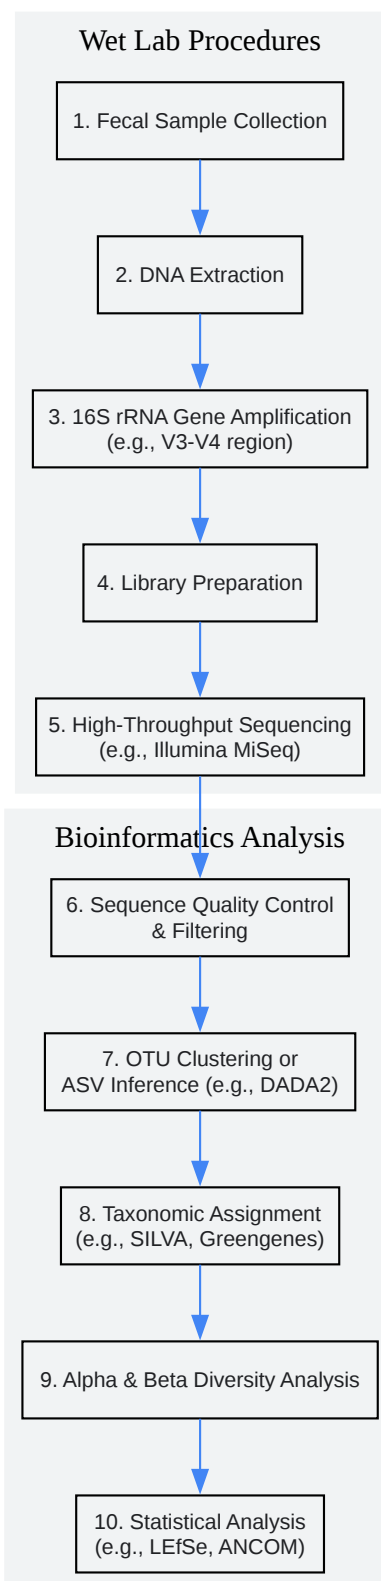 Wet Lab Procedures
1. Fecal Sample Collection
2. DNA Extraction
3. 16S rRNA Gene Amplification
(e.g., V3-V4 region)
4. Library Preparation
5. High-Throughput Sequencing
(e.g., Illumina MiSeq)
Bioinformatics Analysis
6. Sequence Quality Control
& Filtering
7. OTU Clustering or
ASV Inference (e.g., DADA2)
8. Taxonomic Assignment
(e.g., SILVA, Greengenes)
9. Alpha & Beta Diversity Analysis
10. Statistical Analysis
(e.g., LEfSe, ANCOM)